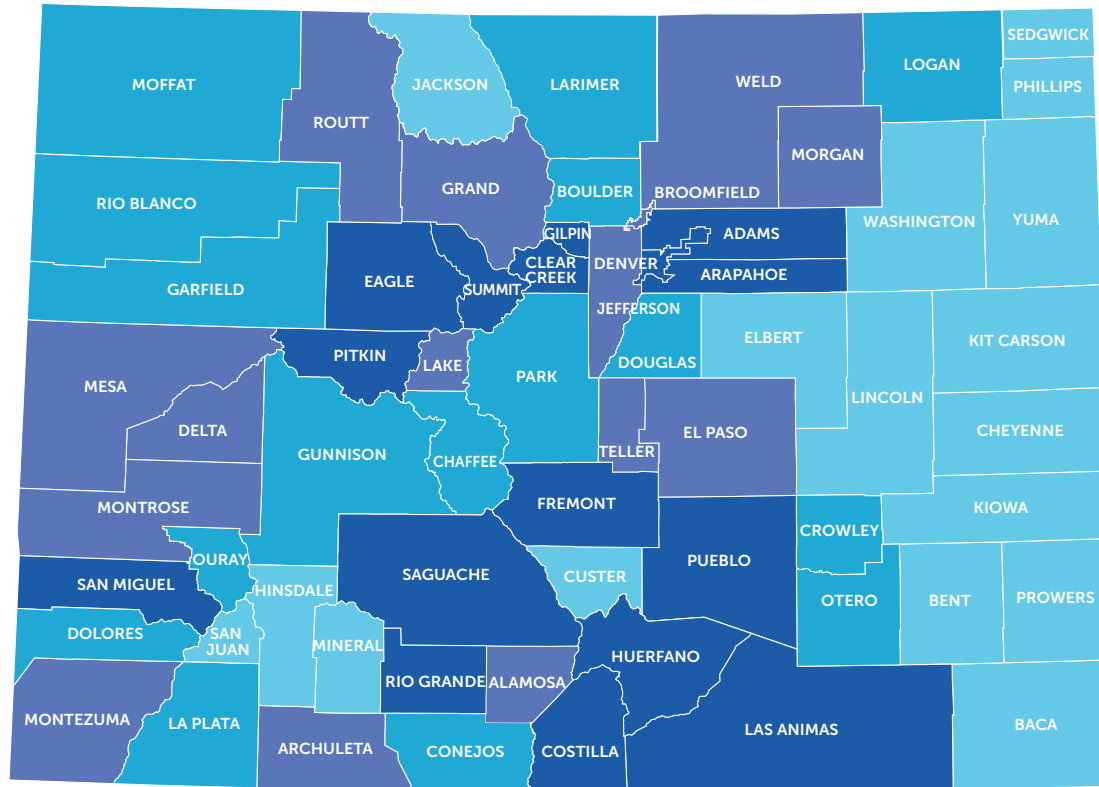 SEDGWICK
LOGAN
WELD
MOFFAT
JACKSON
LARIMER
PHILLIPS
ROUTT
MORGAN
GRAND
BOULDER
BROOMFIELD
RIO BLANCO
WASHINGTON
YUMA
GILPIN
ADAMS
CLEAR
CREEK
DENVER
ARAPAHOE
EAGLE
SUMMIT
GARFIELD
JEFFERSON
ELBERT
KIT CARSON
PITKIN
LAKE
DOUGLAS
PARK
MESA
LINCOLN
DELTA
EL PASO
CHEYENNE
GUNNISON
TELLER
CHAFFEE
MONTROSE
FREMONT
KIOWA
CROWLEY
OURAY
PUEBLO
SAGUACHE
CUSTER
SAN MIGUEL
HINSDALE
OTERO
BENT
PROWERS
DOLORES
SAN
JUAN
MINERAL
HUERFANO
RIO GRANDE
ALAMOSA
MONTEZUMA
LA PLATA
BACA
LAS ANIMAS
ARCHULETA
CONEJOS
COSTILLA